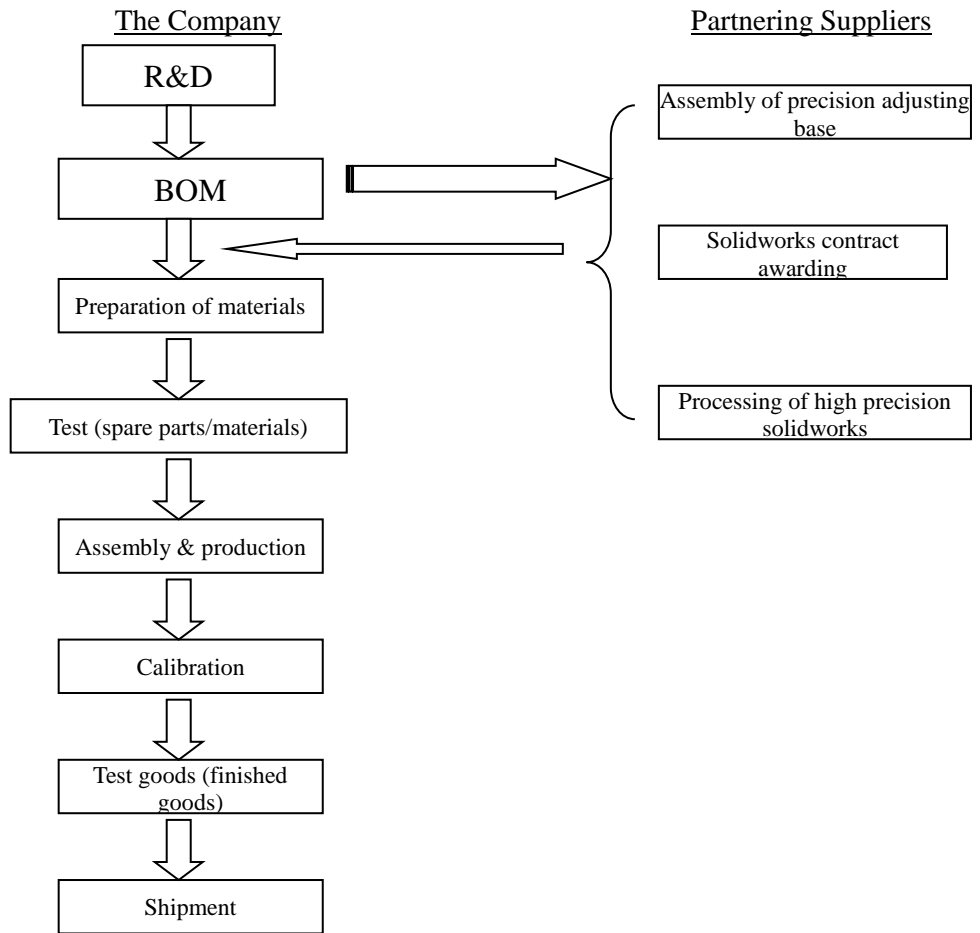 The Company
Partnering Suppliers
R&D
BOM
Preparation of materials
Test (spare parts/materials)
Assembly & production
Calibration
Test goods (finished
goods)
Shipment
Assembly of precision adjusting
base
Solidworks contract
awarding
Processing of high precision
solidworks